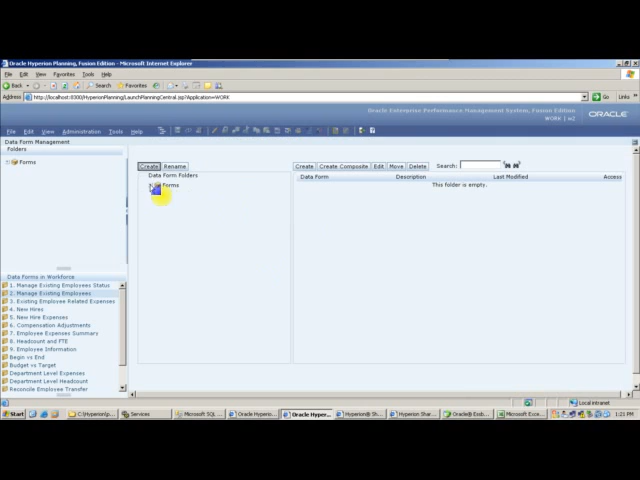 Oracle Hyperion Planning, Fusion Edition - Microsoft Internet Explorer
File Edit View Favorites Tools Help
Back Search Favorites
Address http://localhost:8300/HyperionPlanning/LaunchPlanningCentral.jsp?Application=WORK Go Links »
Oracle Enterprise Performance Management System, Fusion Edition
WORK | w2 ORACLE
File Edit View Administration Tools Help
Data Form Management
Folders
Forms
Create Rename
Data Form Folders
Forms
Create Create Composite Edit Move Delete Search:
Data Form Description Last Modified Access
This folder is empty.
Data Forms in Workforce
1. Manage Existing Employees Status
2. Manage Existing Employees
3. Existing Employee Related Expenses
4. New Hires
5. New Hire Expenses
6. Compensation Adjustments
7. Employee Expenses Summary
8. Headcount and FTE
9. Employee Information
Begin vs End
Budget vs Target
Department Level Expenses
Department Level Headcount
Reconcile Employee Transfer
Local intranet
Start C:\Hyperion\p... Services Microsoft SQL ... Oracle Hyperio... Oracle Hyper... Hyperion® Sh... Hyperion Shar... Oracle® Essb... Microsoft Exce... 1:21 PM